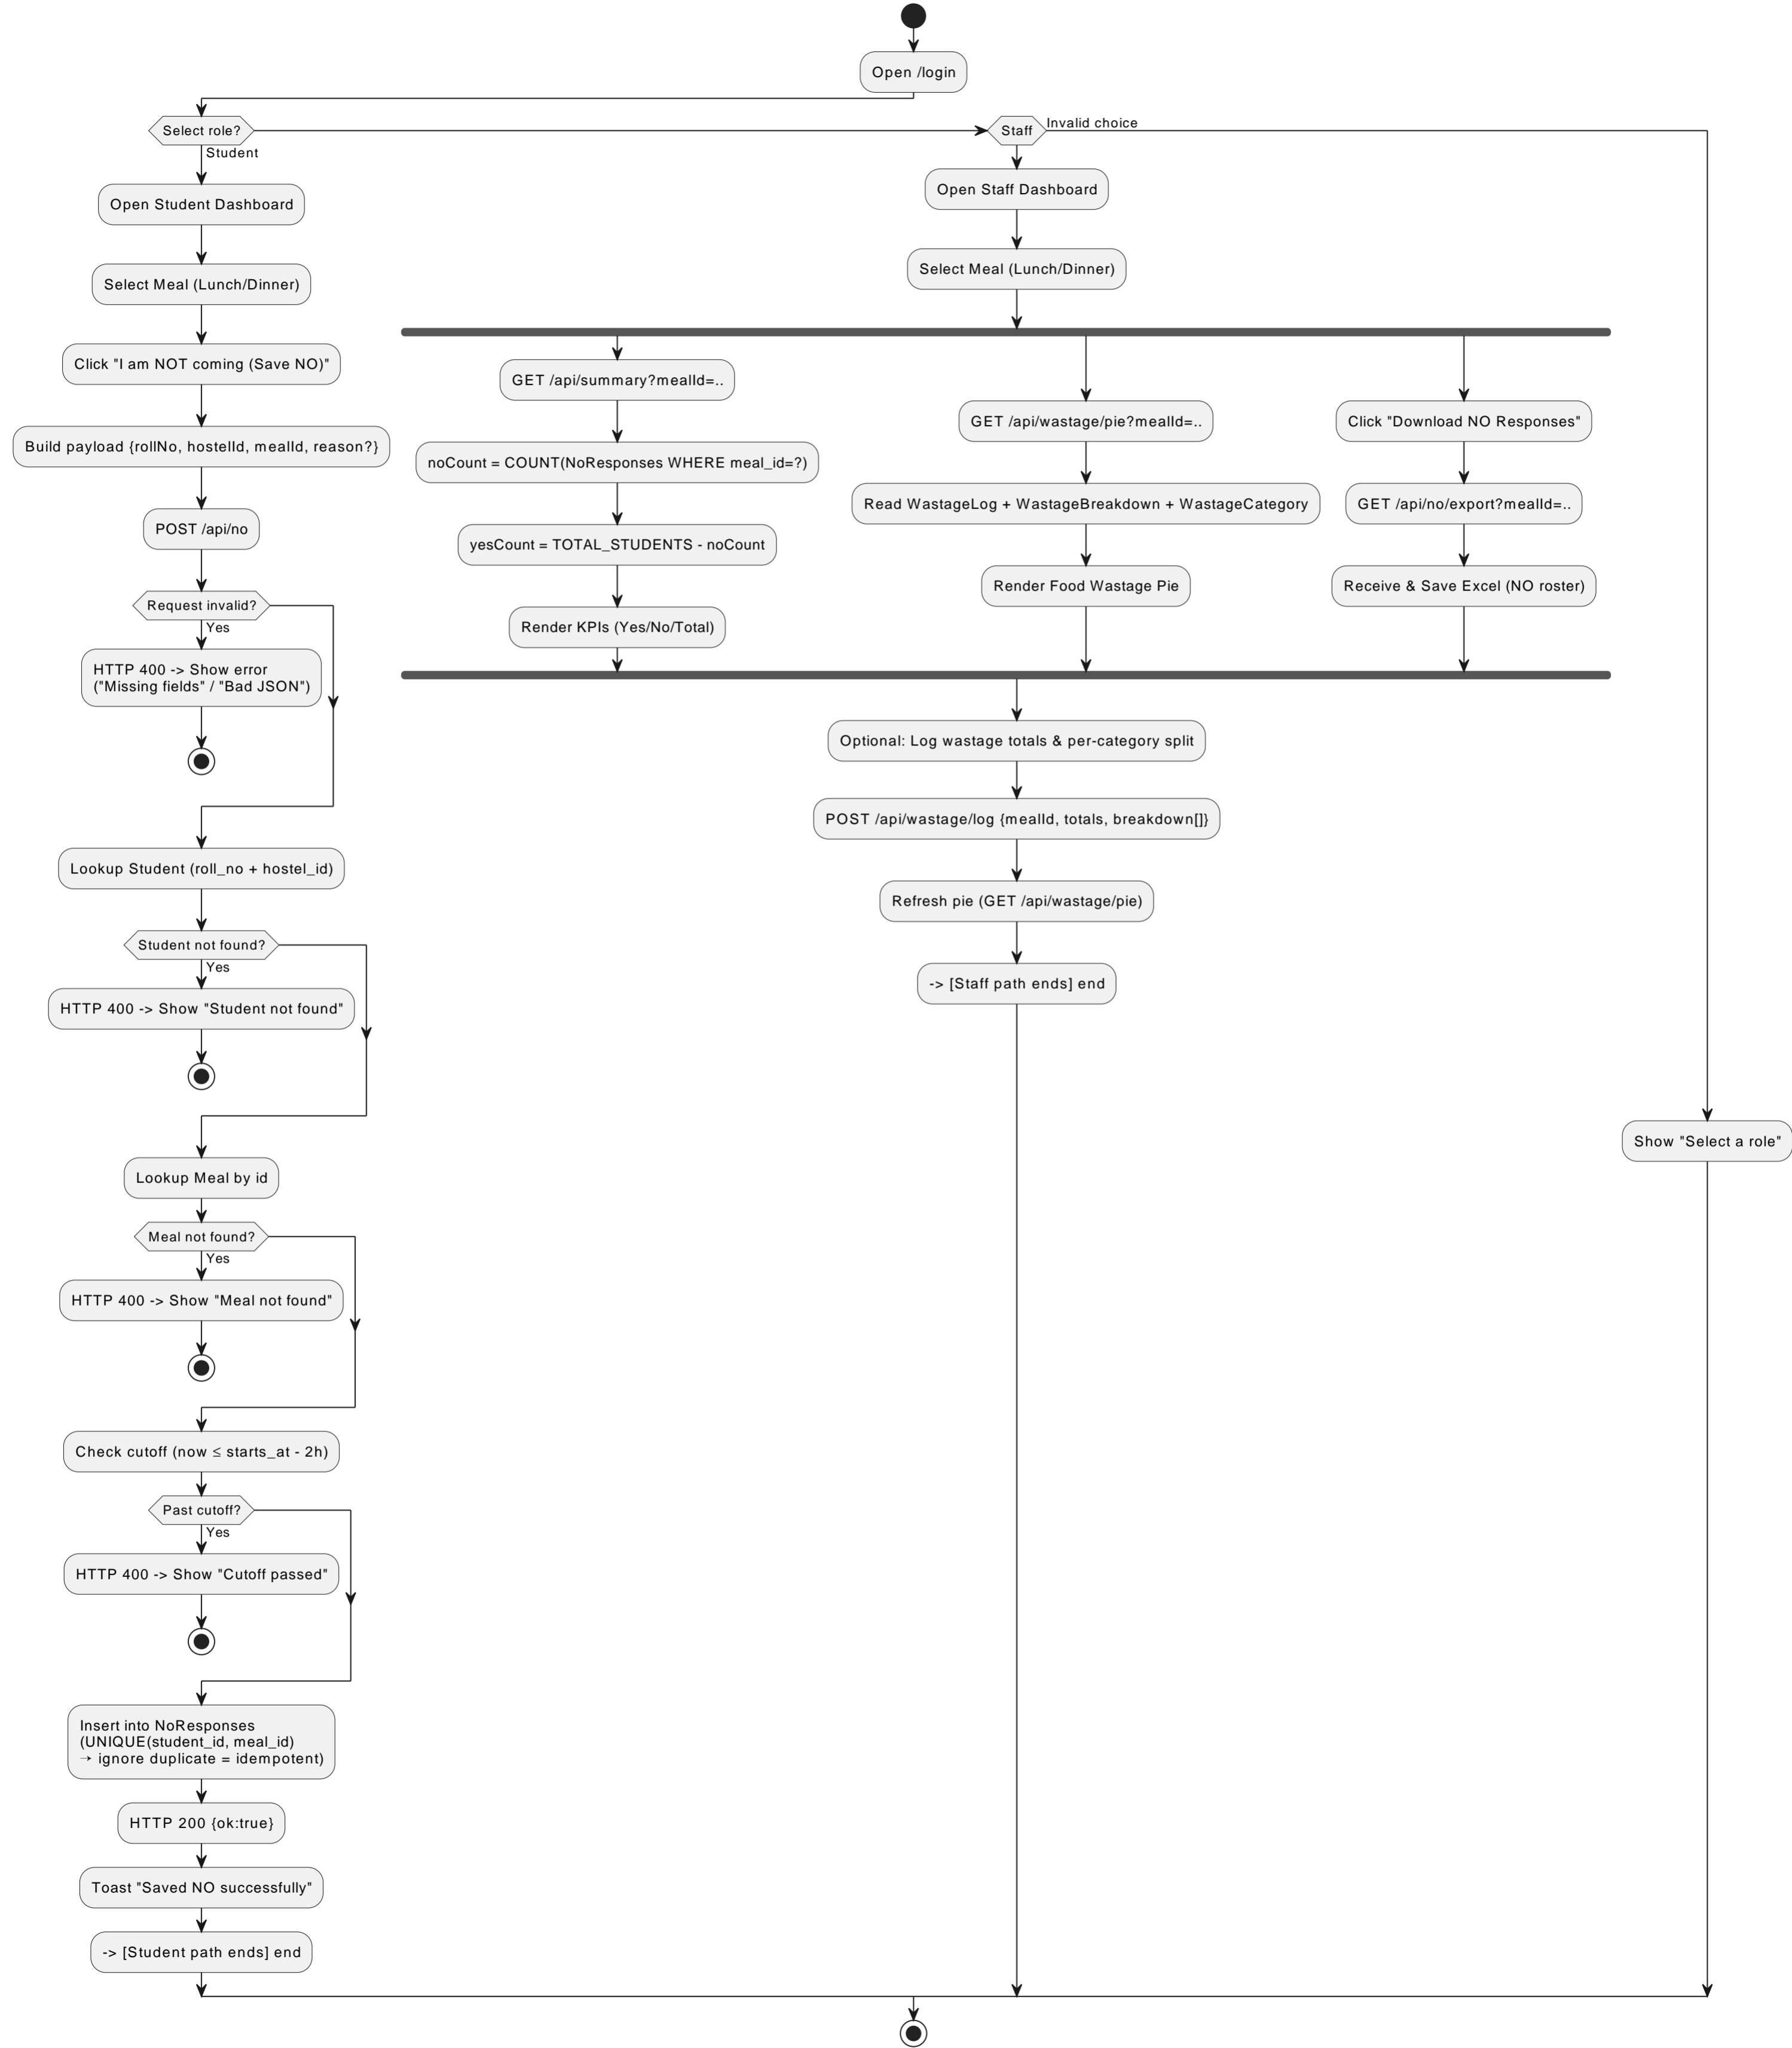 Open /login
Select role?
Student
Open Student Dashboard
Select Meal (Lunch/Dinner)
Click "I am NOT coming (Save NO)"
Build payload {rollNo, hostelId, mealId, reason?}
POST /api/no
Request invalid?
Yes
HTTP 400 -> Show error
("Missing fields" / "Bad JSON")
Lookup Student (roll_no + hostel_id)
Student not found?
Yes
HTTP 400 -> Show "Student not found"
Lookup Meal by id
Meal not found?
Yes
HTTP 400 -> Show "Meal not found"
Check cutoff (now ≤ starts_at - 2h)
Past cutoff?
Yes
HTTP 400 -> Show "Cutoff passed"
Insert into NoResponses
(UNIQUE(student_id, meal_id)
→ ignore duplicate = idempotent)
HTTP 200 {ok:true}
Toast "Saved NO successfully"
-> [Student path ends] end
Staff
Open Staff Dashboard
Select Meal (Lunch/Dinner)
GET /api/summary?mealId=..
noCount = COUNT(NoResponses WHERE meal_id=?)
yesCount = TOTAL_STUDENTS - noCount
Render KPIs (Yes/No/Total)
GET /api/wastage/pie?mealId=..
Read WastageLog + WastageBreakdown + WastageCategory
Render Food Wastage Pie
Click "Download NO Responses"
GET /api/no/export?mealId=..
Receive & Save Excel (NO roster)
Optional: Log wastage totals & per-category split
POST /api/wastage/log {mealId, totals, breakdown[]}
Refresh pie (GET /api/wastage/pie)
-> [Staff path ends] end
Invalid choice
Show "Select a role"